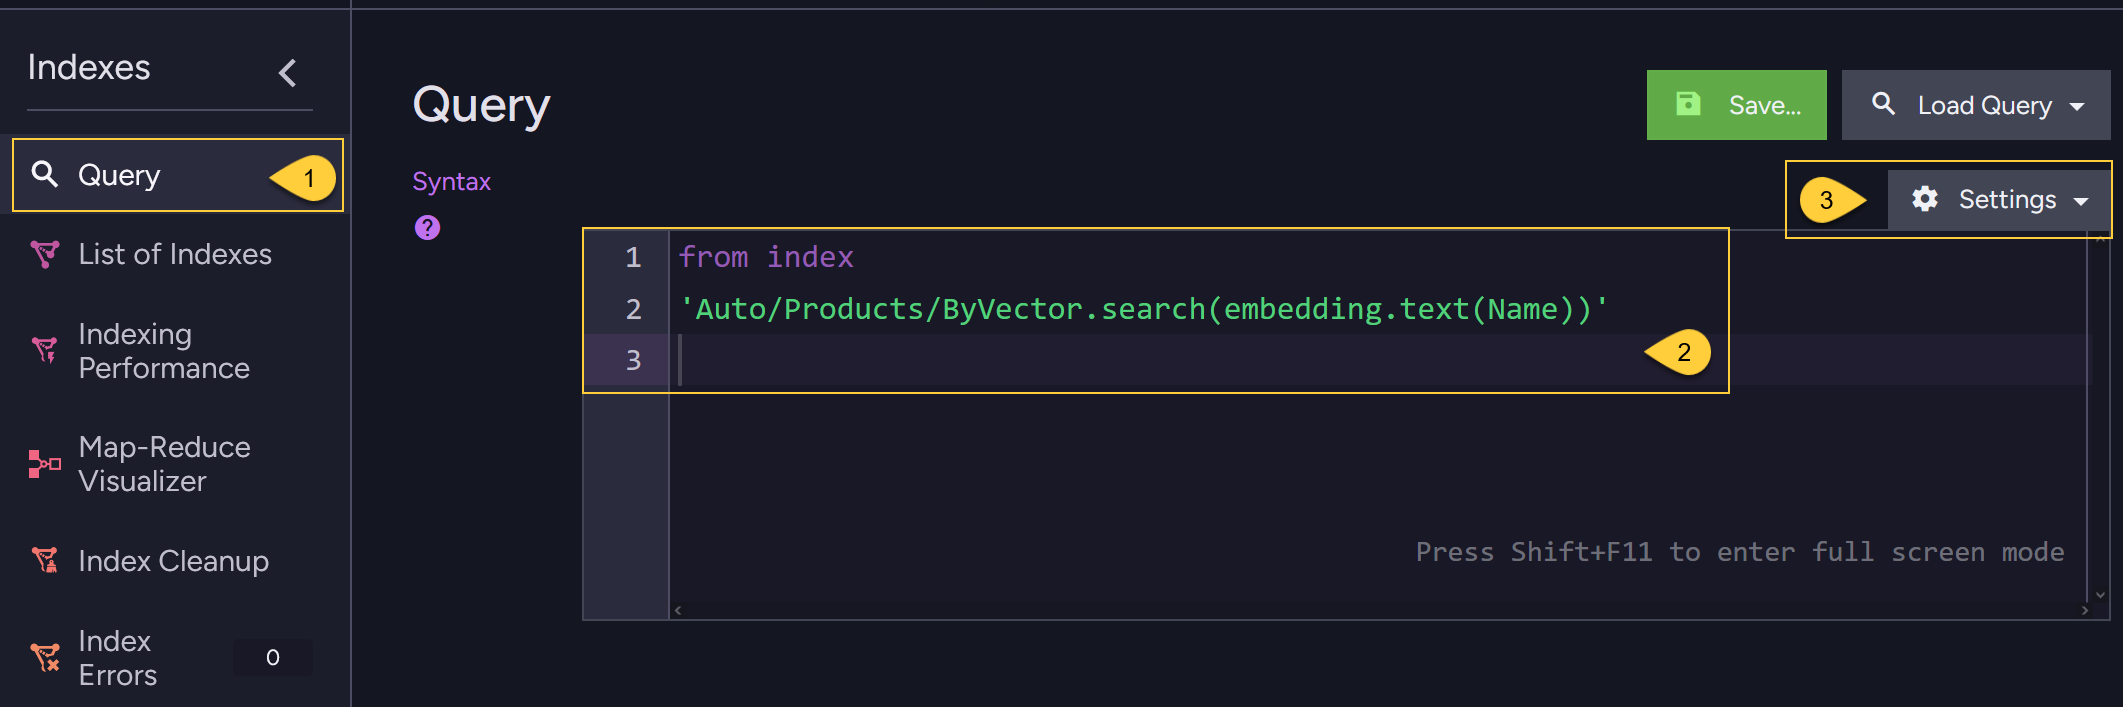 Indexes
Query
1
List of Indexes
Indexing
Performance
Map-Reduce
Visualizer
Index Cleanup
Index
Errors
0
Query
Save...
Load Query
Syntax
?
3
Settings
1 from index
2 'Auto/Products/ByVector.search(embedding.text(Name))'
3
2
Press Shift+F11 to enter full screen mode